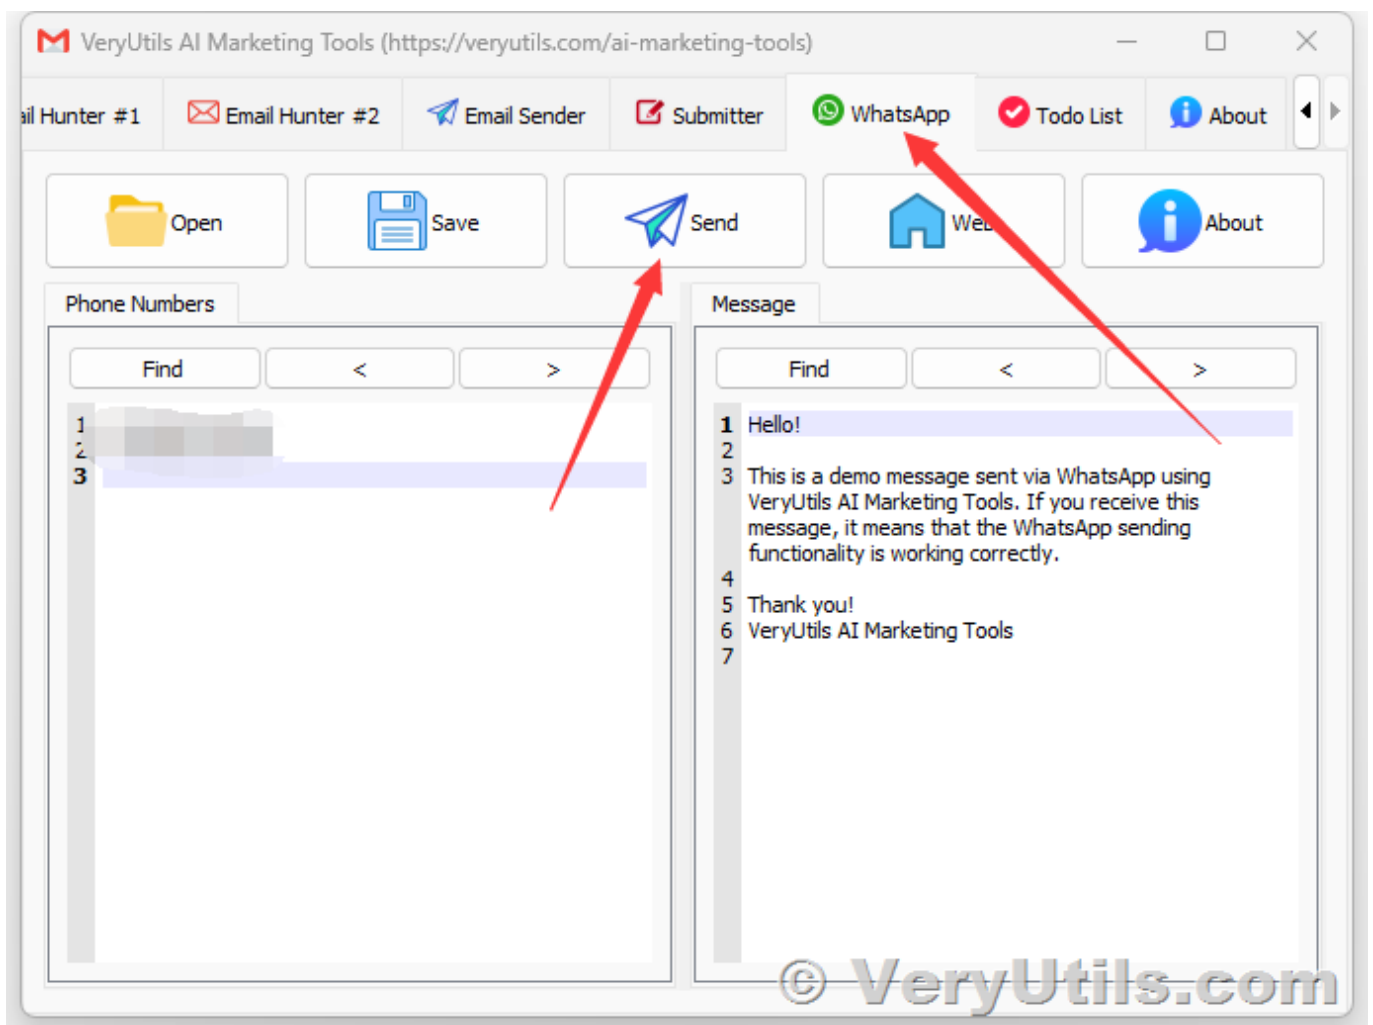 VeryUtils AI Marketing Tools (https://veryutils.com/ai-marketing-tools)
ail Hunter #1
Email Hunter #2
Email Sender
Submitter
WhatsApp
Todo List
About
Open
Save
Send
Web
About
Phone Numbers
Message
Find
<
>
Find
<
>
1
2
3
1 Hello!
2
3 This is a demo message sent via WhatsApp using
VeryUtils AI Marketing Tools. If you receive this
message, it means that the WhatsApp sending
functionality is working correctly.
4
5 Thank you!
6 VeryUtils AI Marketing Tools
7
© VeryUtils.com